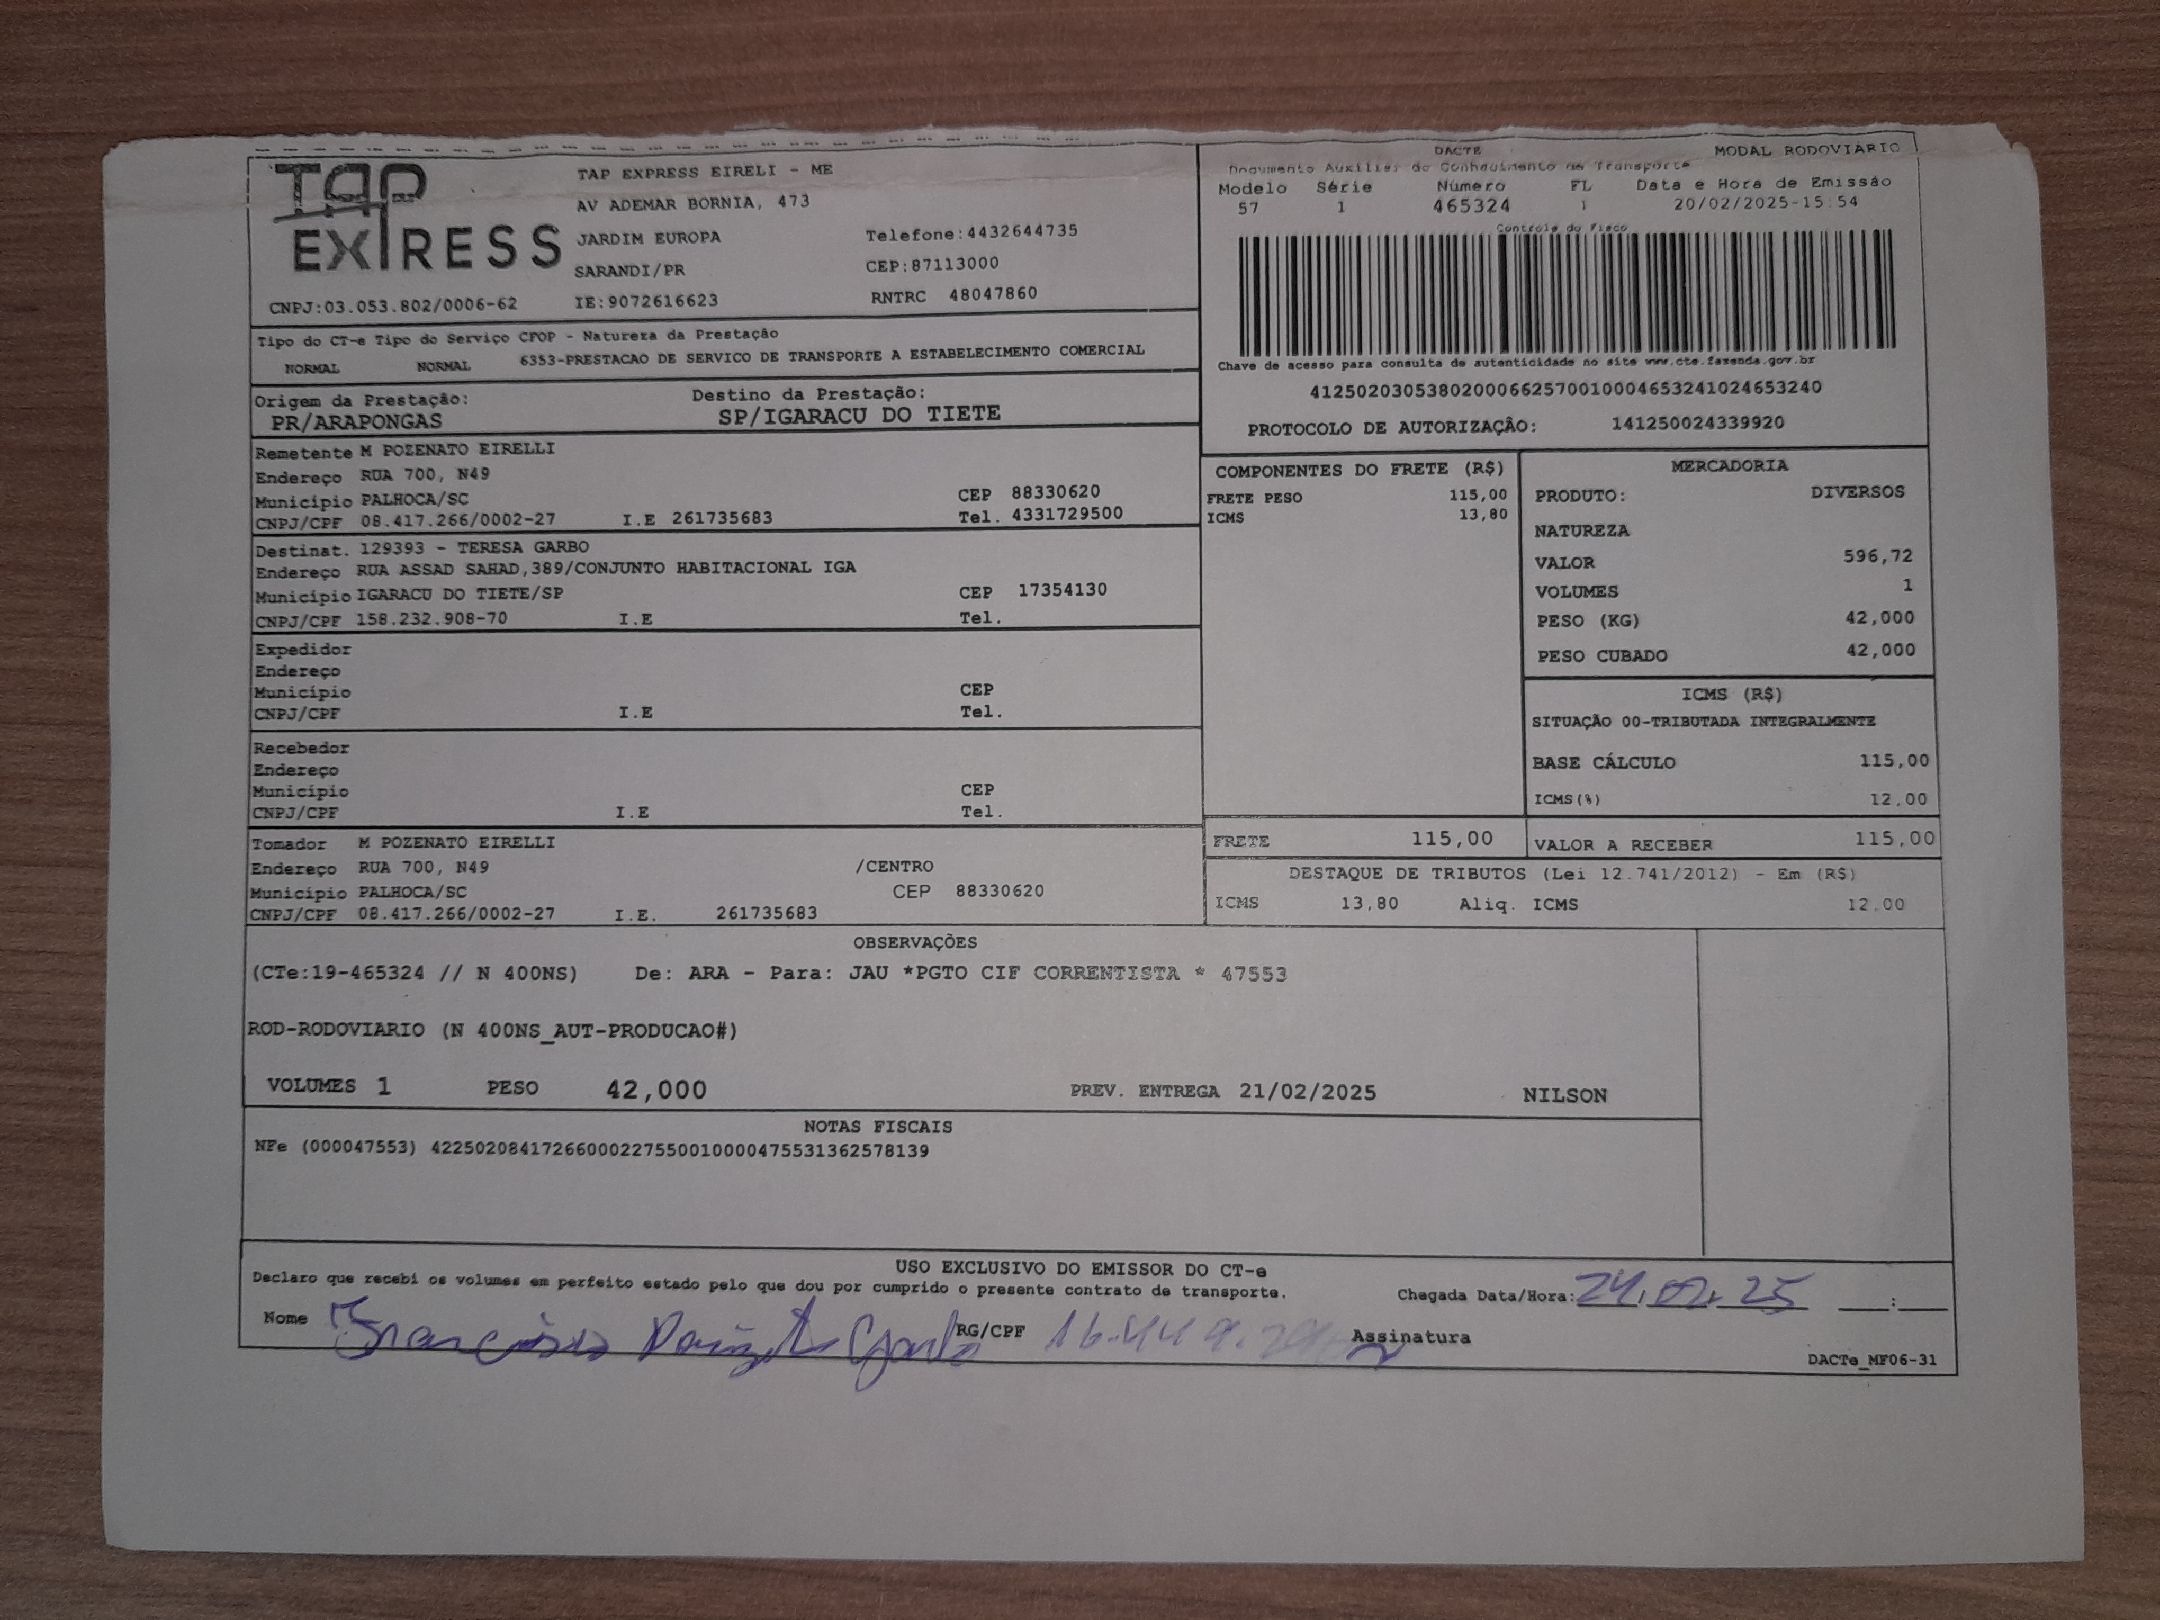 TAP EXPRESS
TAP EXPRESS EIRELI - ME
AV ADEMAR BORNIA, 473
JARDIM EUROPA Telefone:4432644735
SARANDI/PR CEP:87113000
CNPJ:03.053.802/0006-62 IE:9072616623 RNTRC 48047860
DACTE MODAL RODOVIÁRIO
Documento Auxiliar do Conhecimento de Transporte
Modelo Série Número FL Data e Hora de Emissão
57 1 465324 1 20/02/2025-15:54
Controle do Fisco
Chave de acesso para consulta de autenticidade no site www.cte.fazenda.gov.br
41250203053802000662570010004653241024653240
PROTOCOLO DE AUTORIZAÇÃO: 141250024339920
Tipo do CT-e Tipo do Serviço CFOP - Natureza da Prestação
NORMAL NORMAL 6353-PRESTACAO DE SERVICO DE TRANSPORTE A ESTABELECIMENTO COMERCIAL
Origem da Prestação: Destino da Prestação:
PR/ARAPONGAS SP/IGARACU DO TIETE
Remetente M POZENATO EIRELLI
Endereço RUA 700, N49
Município PALHOCA/SC CEP 88330620
CNPJ/CPF 08.417.266/0002-27 I.E 261735683 Tel. 4331729500
Destinat. 129393 - TERESA GARBO
Endereço RUA ASSAD SAHAD,389/CONJUNTO HABITACIONAL IGA
Município IGARACU DO TIETE/SP CEP 17354130
CNPJ/CPF 158.232.908-70 I.E Tel.
Expedidor
Endereço
Município CEP
CNPJ/CPF I.E Tel.
Recebedor
Endereço
Município CEP
CNPJ/CPF I.E Tel.
Tomador M POZENATO EIRELLI
Endereço RUA 700, N49 /CENTRO
Município PALHOCA/SC CEP 88330620
CNPJ/CPF 08.417.266/0002-27 I.E. 261735683
COMPONENTES DO FRETE (R$)
FRETE PESO 115,00
ICMS 13,80
MERCADORIA
PRODUTO: DIVERSOS
NATUREZA
VALOR 596,72
VOLUMES 1
PESO (KG) 42,000
PESO CUBADO 42,000
ICMS (R$)
SITUAÇÃO 00-TRIBUTADA INTEGRALMENTE
BASE CÁLCULO 115,00
ICMS(%) 12,00
FRETE 115,00 VALOR A RECEBER 115,00
DESTAQUE DE TRIBUTOS (Lei 12.741/2012) - Em (R$)
ICMS 13,80 Aliq. ICMS 12,00
OBSERVAÇÕES
(CTe:19-465324 // N 400NS) De: ARA - Para: JAU *PGTO CIF CORRENTISTA * 47553
ROD-RODOVIARIO (N 400NS_AUT-PRODUCAO#)
VOLUMES 1 PESO 42,000 PREV. ENTREGA 21/02/2025 NILSON
NOTAS FISCAIS
NFe (000047553) 42250208417266000227550010000475531362578139
USO EXCLUSIVO DO EMISSOR DO CT-e
Declaro que recebi os volumes em perfeito estado pelo que dou por cumprido o presente contrato de transporte.
Chegada Data/Hora: 24.02.25 :
Nome RG/CPF Assinatura
DACTe_MF06-31